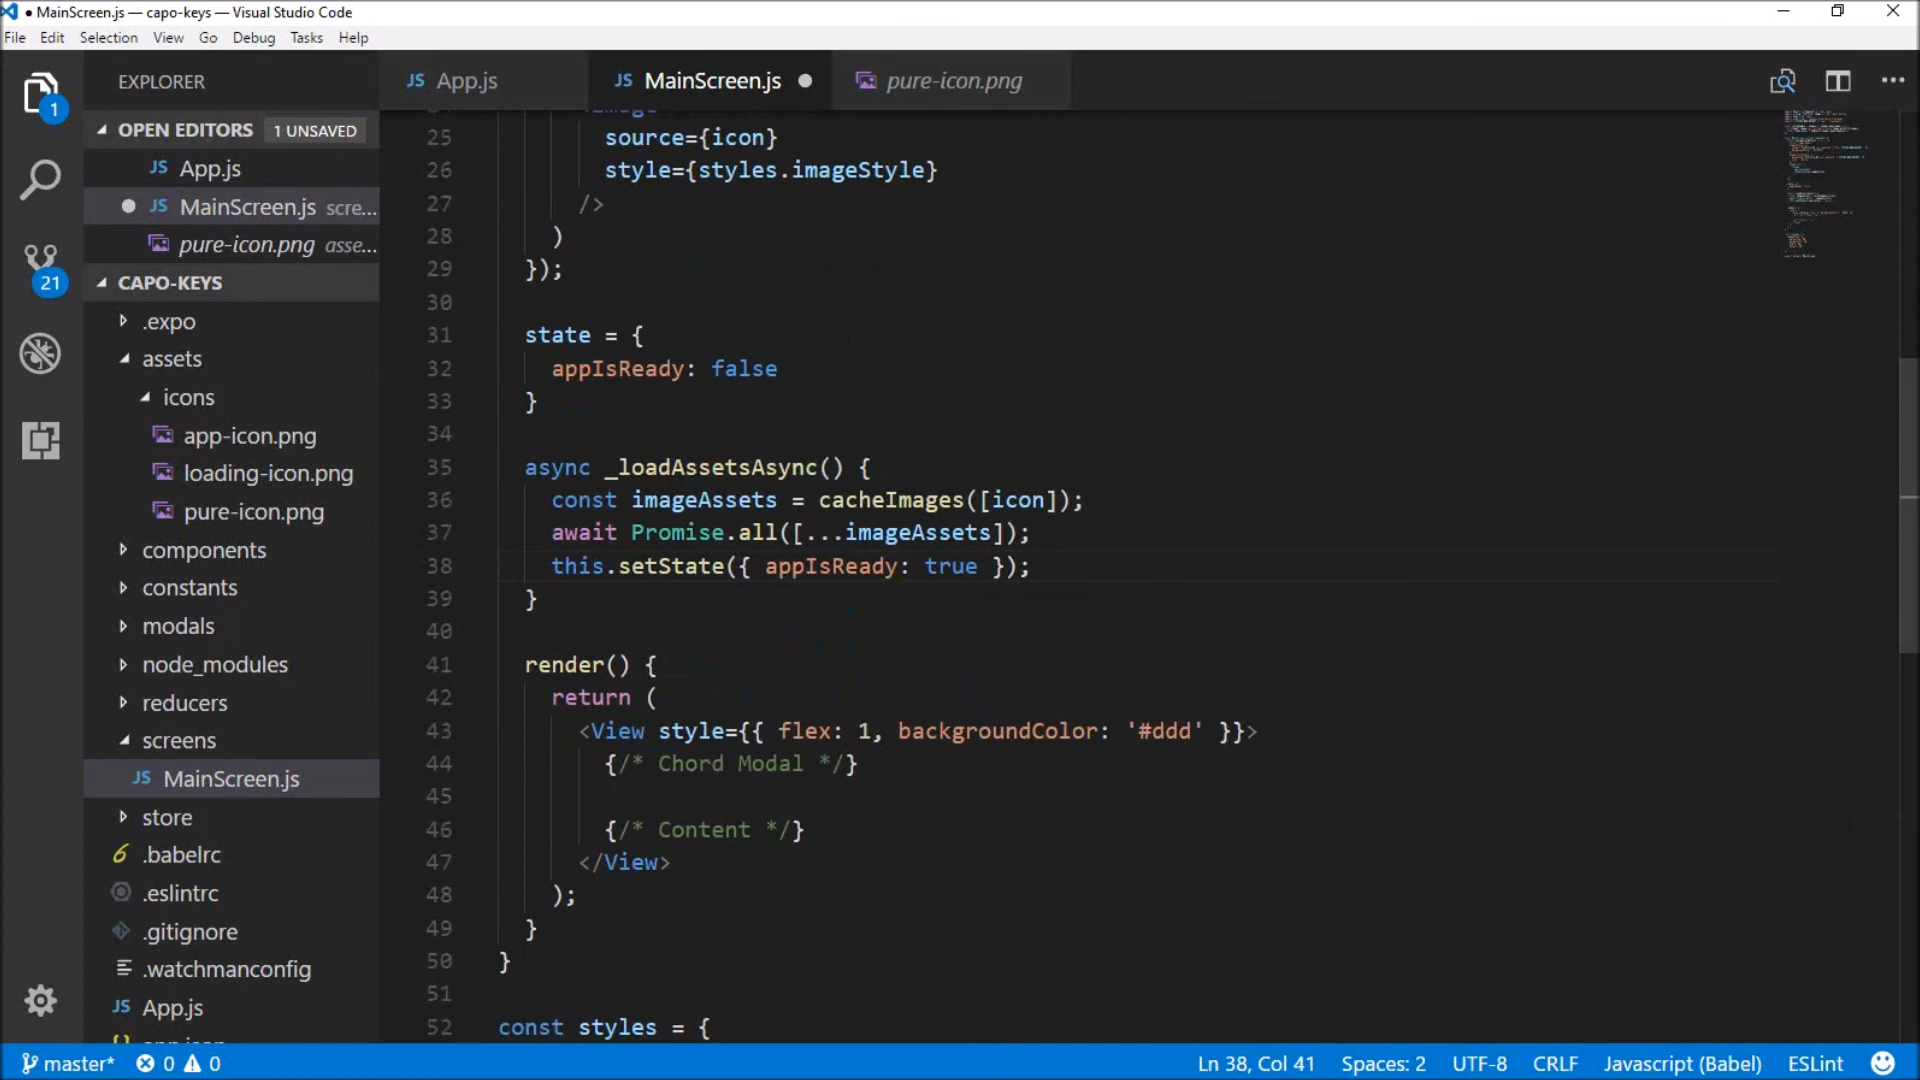 ● MainScreen.js — capo-keys — Visual Studio Code
File Edit Selection View Go Debug Tasks Help
1
21
EXPLORER
OPEN EDITORS 1 UNSAVED
JS App.js
● JS MainScreen.js scre...
pure-icon.png asse...
CAPO-KEYS
.expo
assets
icons
app-icon.png
loading-icon.png
pure-icon.png
components
constants
modals
node_modules
reducers
screens
JS MainScreen.js
store
.babelrc
.eslintrc
.gitignore
.watchmanconfig
JS App.js
JS App.js
JS MainScreen.js ●
pure-icon.png
25 source={icon}
26 style={styles.imageStyle}
27 />
28 )
29 });
30
31 state = {
32 appIsReady: false
33 }
34
35 async _loadAssetsAsync() {
36 const imageAssets = cacheImages([icon]);
37 await Promise.all([...imageAssets]);
38 this.setState({ appIsReady: true });
39 }
40
41 render() {
42 return (
43 <View style={{ flex: 1, backgroundColor: '#ddd' }}>
44 {/* Chord Modal */}
45
46 {/* Content */}
47 </View>
48 );
49 }
50 }
51
52 const styles = {
master* 0 0
Ln 38, Col 41 Spaces: 2 UTF-8 CRLF Javascript (Babel) ESLint